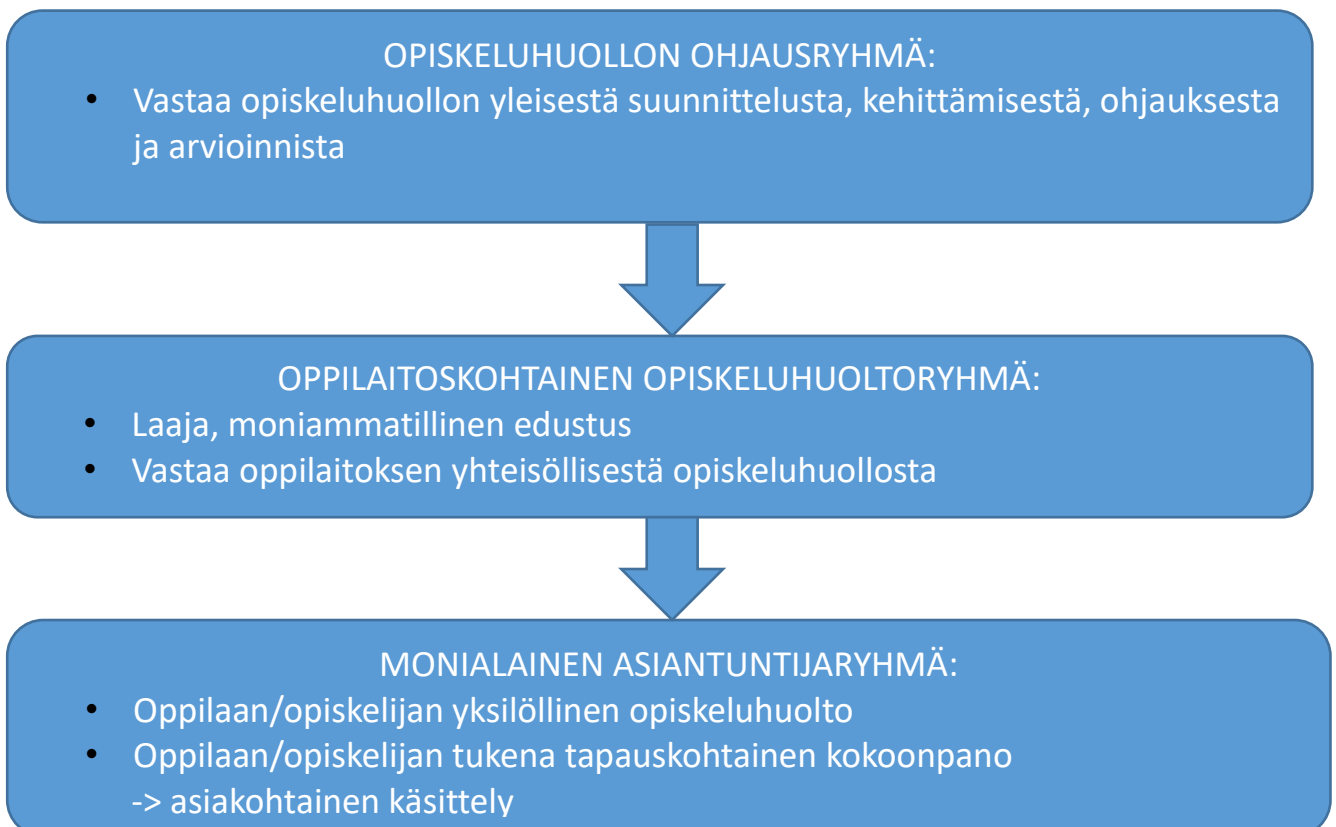 OPISKELUHUOLLON OHJAUSRYHMÄ:
• Vastaa opiskeluhuollon yleisestä suunnittelusta, kehittämisestä, ohjauksesta
ja arvioinnista
OPPILAITOSKOHTAINEN OPISKELUHUOLTORYHMÄ:
• Laaja, moniammatillinen edustus
• Vastaa oppilaitoksen yhteisöllisestä opiskeluhuollosta
MONIALAINEN ASIANTUNTIJARYHMÄ:
• Oppilaan/opiskelijan yksilöllinen opiskeluhuolto
• Oppilaan/opiskelijan tukena tapauskohtainen kokoonpano
-> asiakohtainen käsittely